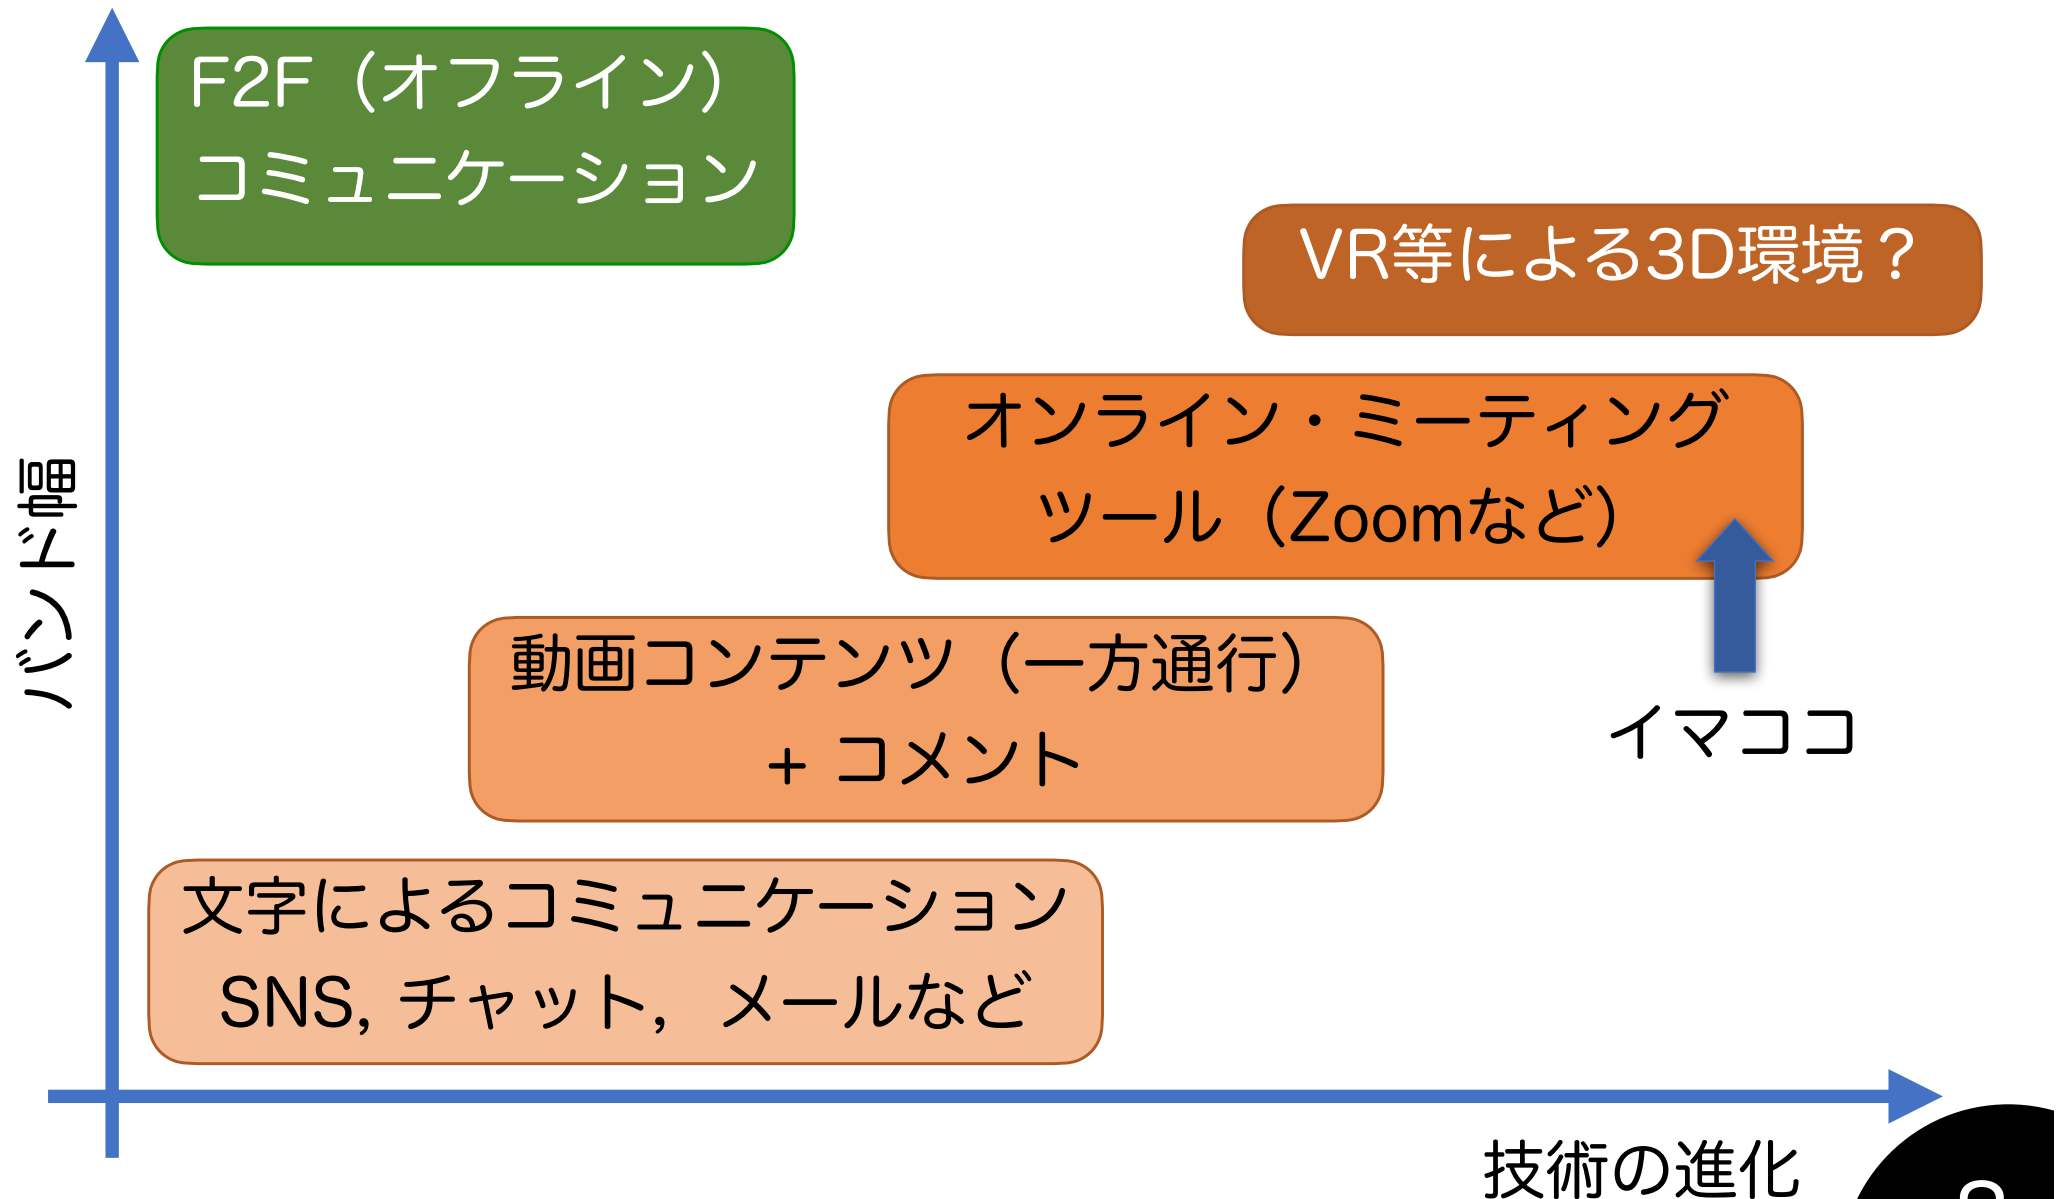 F2F（オフライン）
コミュニケーション
VR等による3D環境？
オンライン・ミーティング
ツール（Zoomなど）
イマココ
動画コンテンツ（一方通行）
+ コメント
文字によるコミュニケーション
SNS, チャット，メールなど
バンド幅
技術の進化